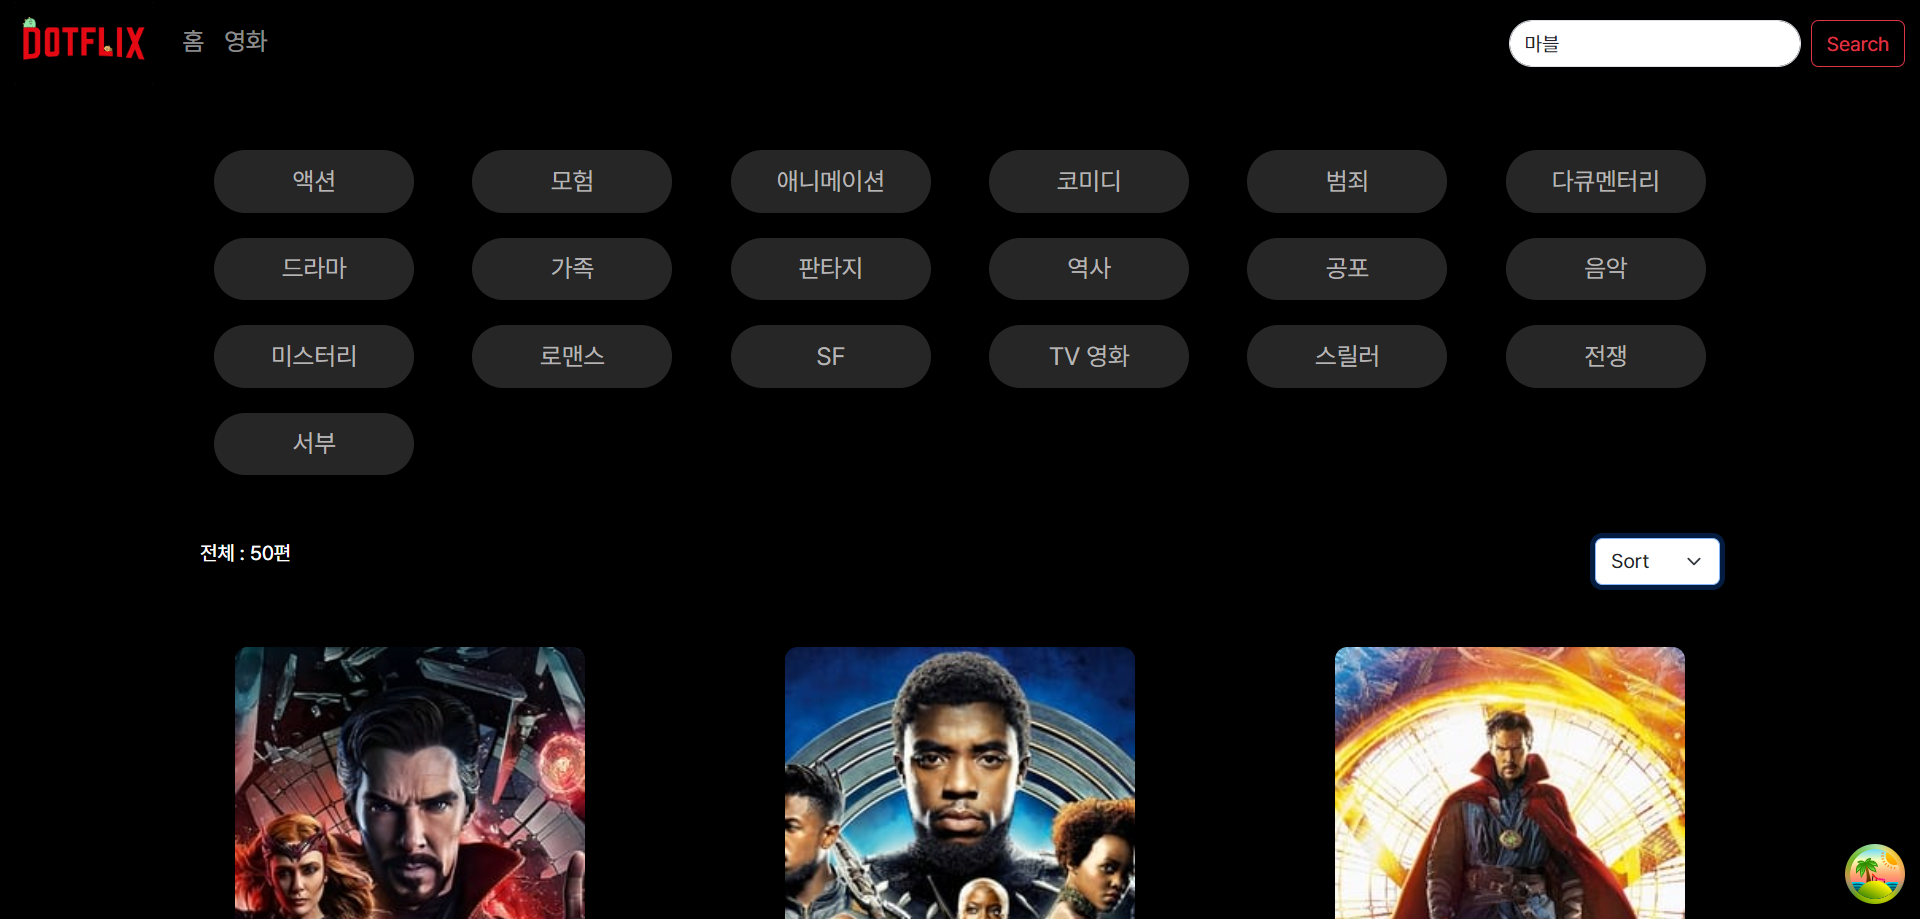 DOTFLIX 홈 영화 마블 Search
액션 모험 애니메이션 코미디 범죄 다큐멘터리
드라마 가족 판타지 역사 공포 음악
미스터리 로맨스 SF TV 영화 스릴러 전쟁
서부
전체 : 50편 Sort